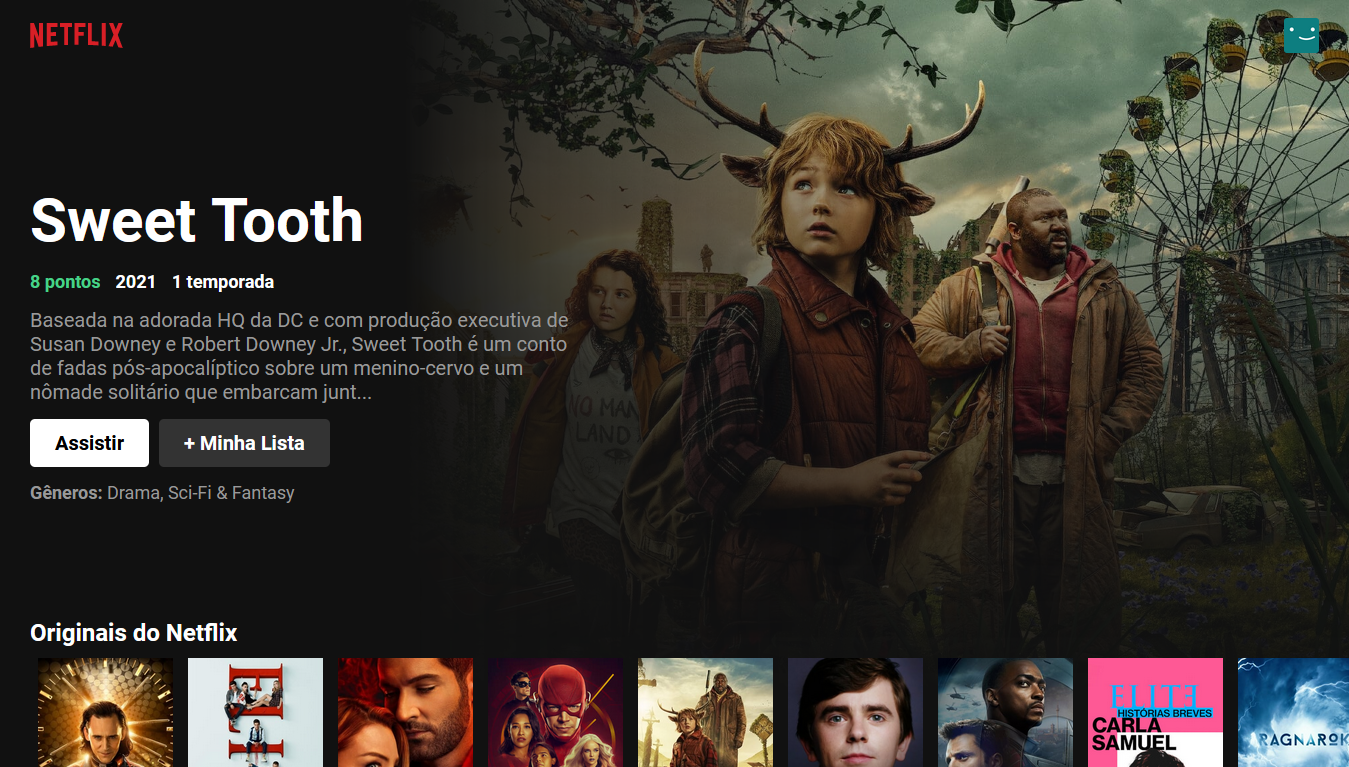 NETFLIX
Sweet Tooth
8 pontos 2021 1 temporada
Baseada na adorada HQ da DC e com produção executiva de
Susan Downey e Robert Downey Jr., Sweet Tooth é um conto
de fadas pós-apocalíptico sobre um menino-cervo e um
nômade solitário que embarcam junt...
NO MAN
LAND
Assistir + Minha Lista
Gêneros: Drama, Sci-Fi & Fantasy
Originais do Netflix
ELITE
HISTÓRIAS BREVES
CARLA
SAMUEL
RAGNAROK